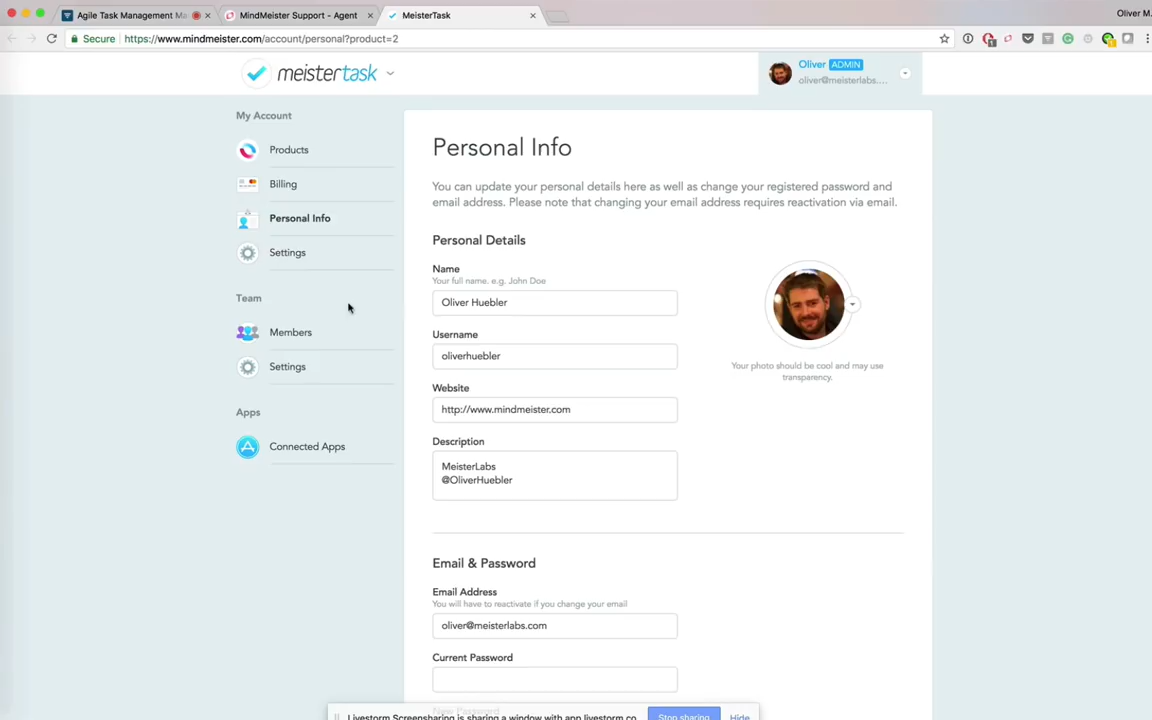 Agile Task Management M
MindMeister Support - Agent
MeisterTask
Oliver M.
Secure
https://www.mindmeister.com/account/personal?product=2
meistertask
Oliver ADMIN
oliver@meisterlabs....
My Account
Products
Billing
Personal Info
Settings
Team
Members
Settings
Apps
Connected Apps
Personal Info
You can update your personal details here as well as change your registered password and
email address. Please note that changing your email address requires reactivation via email.
Personal Details
Name
Your full name. e.g. John Doe
Oliver Huebler
Username
oliverhuebler
Website
http://www.mindmeister.com
Description
MeisterLabs
@OliverHuebler
Your photo should be cool and may use
transparency.
Email & Password
Email Address
You will have to reactivate if you change your email
oliver@meisterlabs.com
Current Password
New Password
Livestorm Screensharing is sharing a window with app.livestorm.co.
Stop sharing
Hide